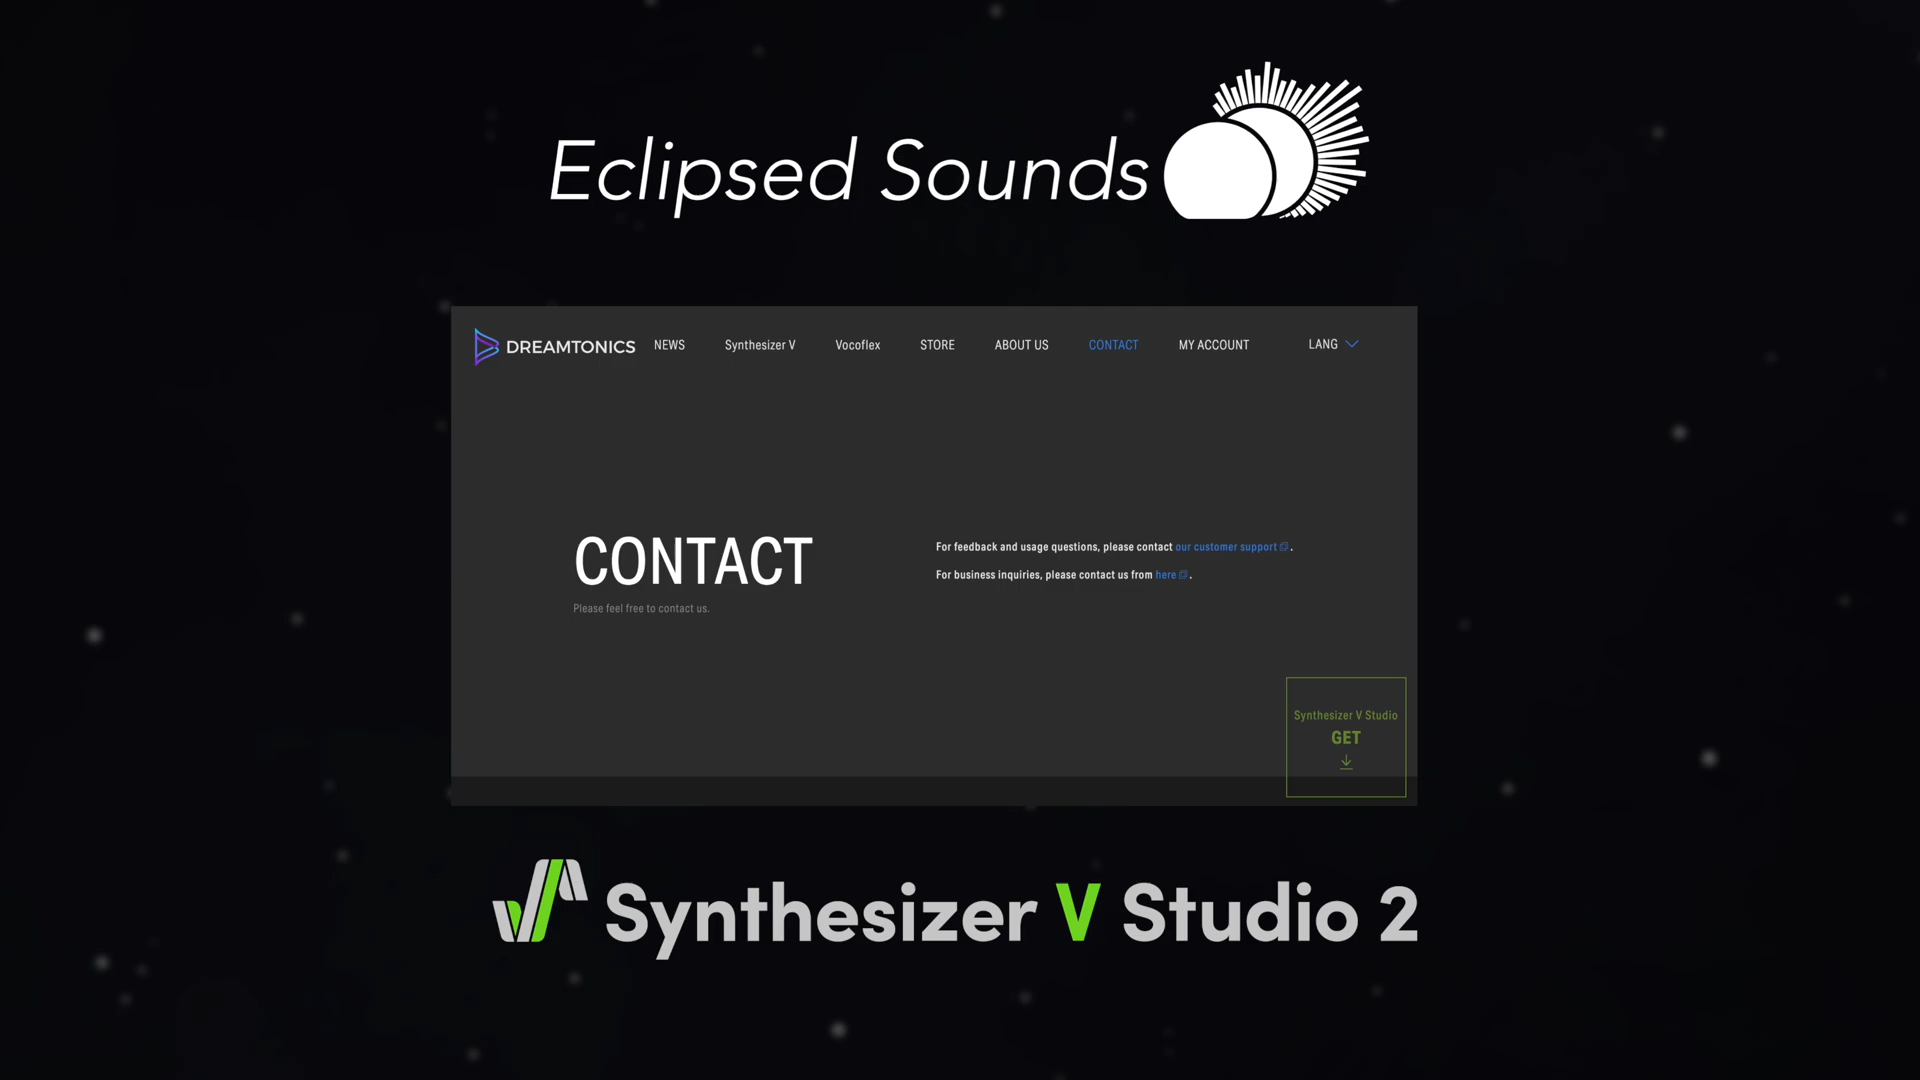 Eclipsed Sounds
DREAMTONICS NEWS Synthesizer V Vocoflex STORE ABOUT US CONTACT MY ACCOUNT LANG
CONTACT
Please feel free to contact us.
For feedback and usage questions, please contact our customer support.
For business inquiries, please contact us from here.
Synthesizer V Studio
GET
Synthesizer V Studio 2